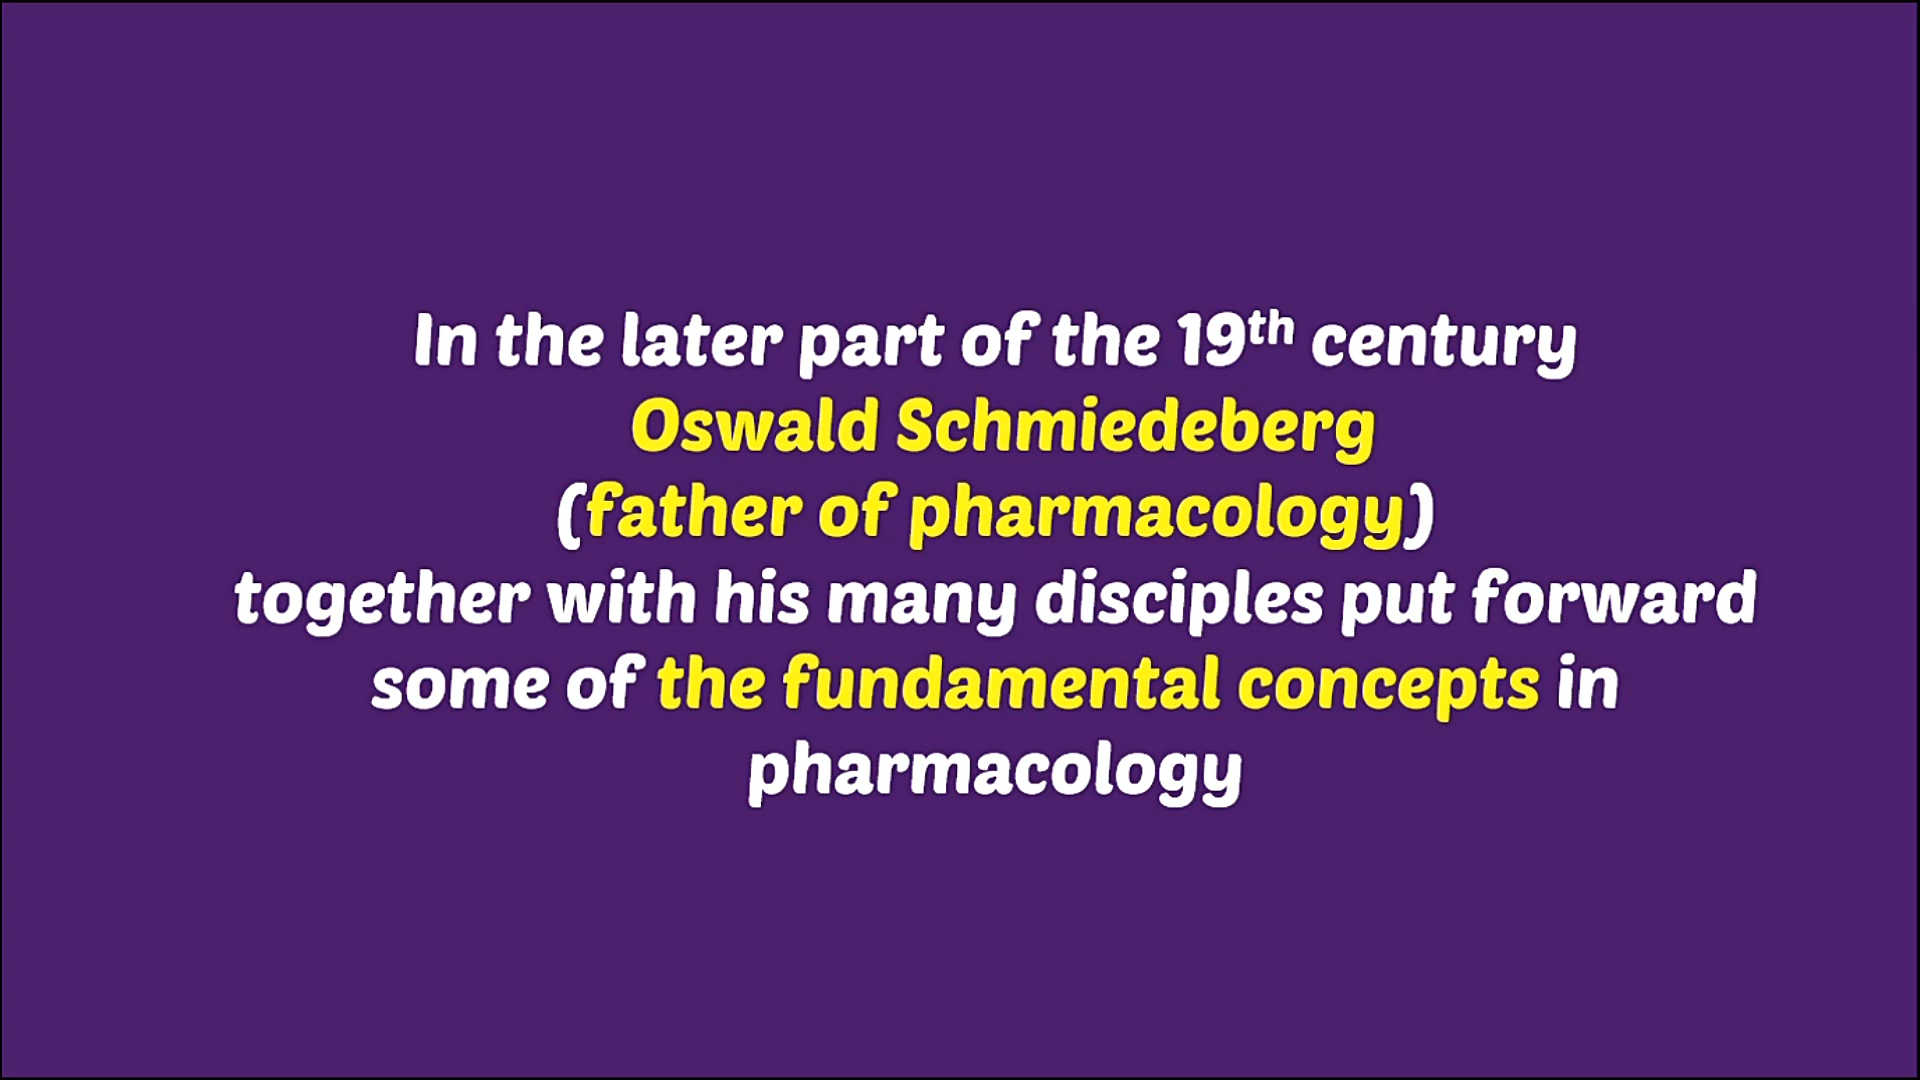 In the later part of the 19th century
Oswald Schmiedeberg
(father of pharmacology)
together with his many disciples put forward
some of the fundamental concepts in
pharmacology